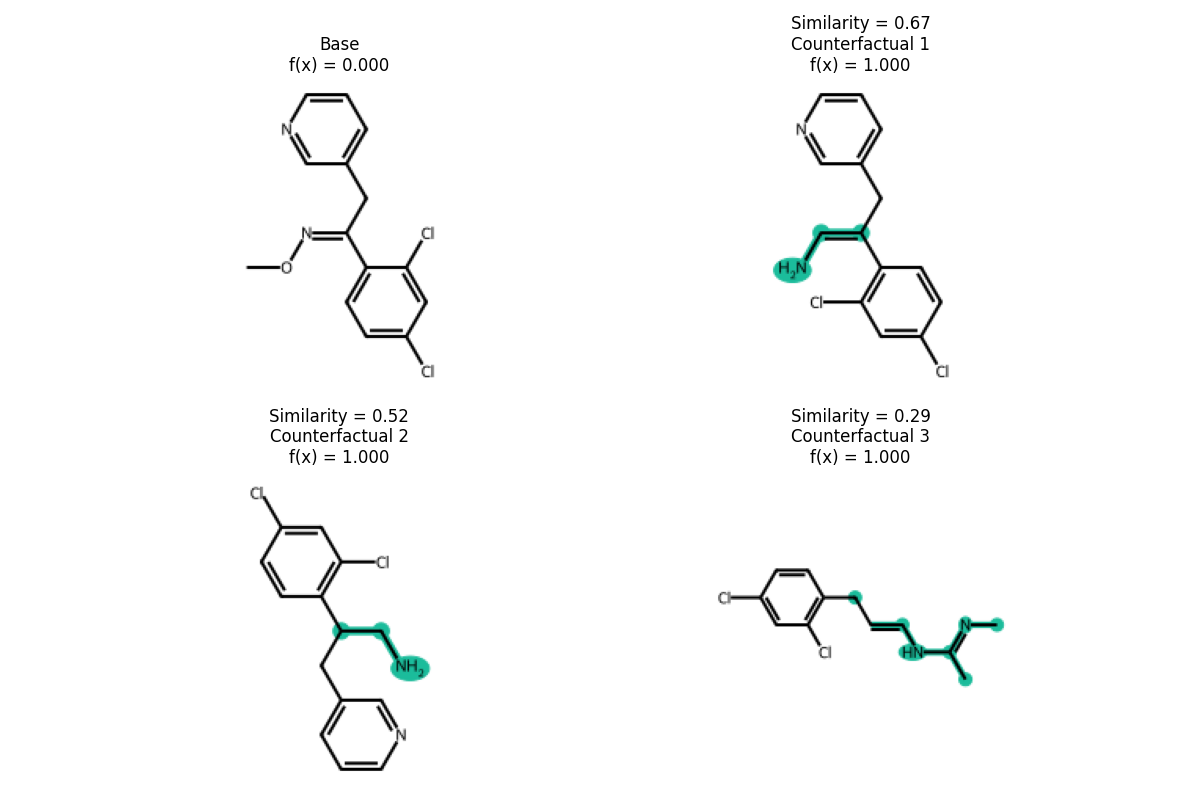 Base
f(x) = 0.000
N
N
O
Cl
Cl
Similarity = 0.67
Counterfactual 1
f(x) = 1.000
N
H₂N
Cl
Cl
Similarity = 0.52
Counterfactual 2
f(x) = 1.000
Cl
Cl
NH₂
N
Similarity = 0.29
Counterfactual 3
f(x) = 1.000
Cl
Cl
HN
N